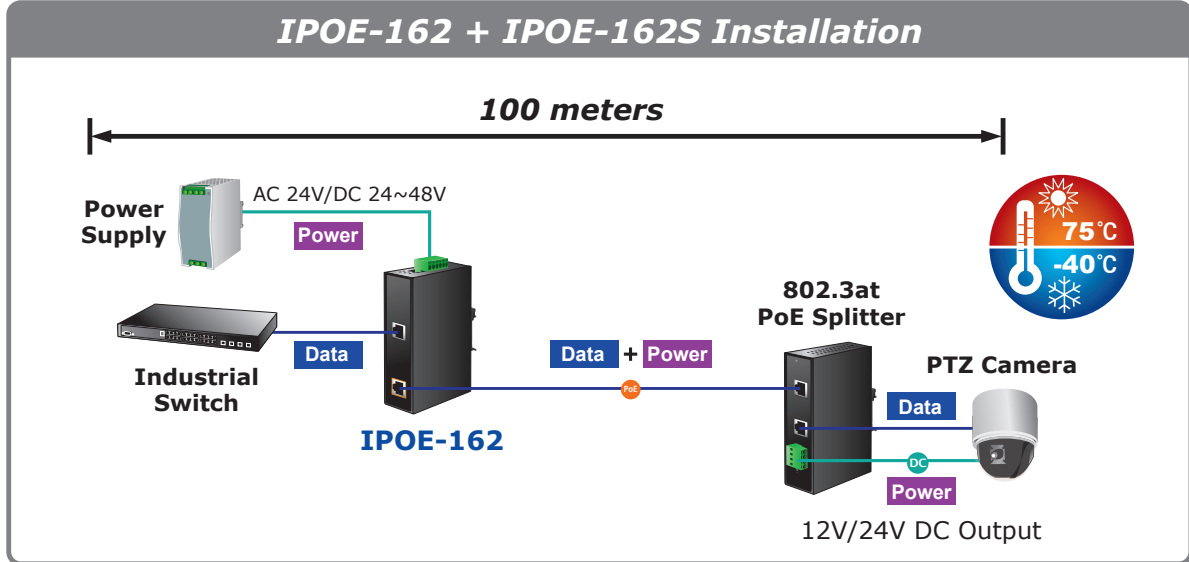 IPOE-162 + IPOE-162S Installation
100 meters
AC 24V/DC 24~48V
Power
Supply
Power
75°C
-40°C
802.3at
PoE Splitter
Data
Data + Power
PTZ Camera
Industrial
Switch
PoE
Data
IPOE-162
DC
Power
12V/24V DC Output